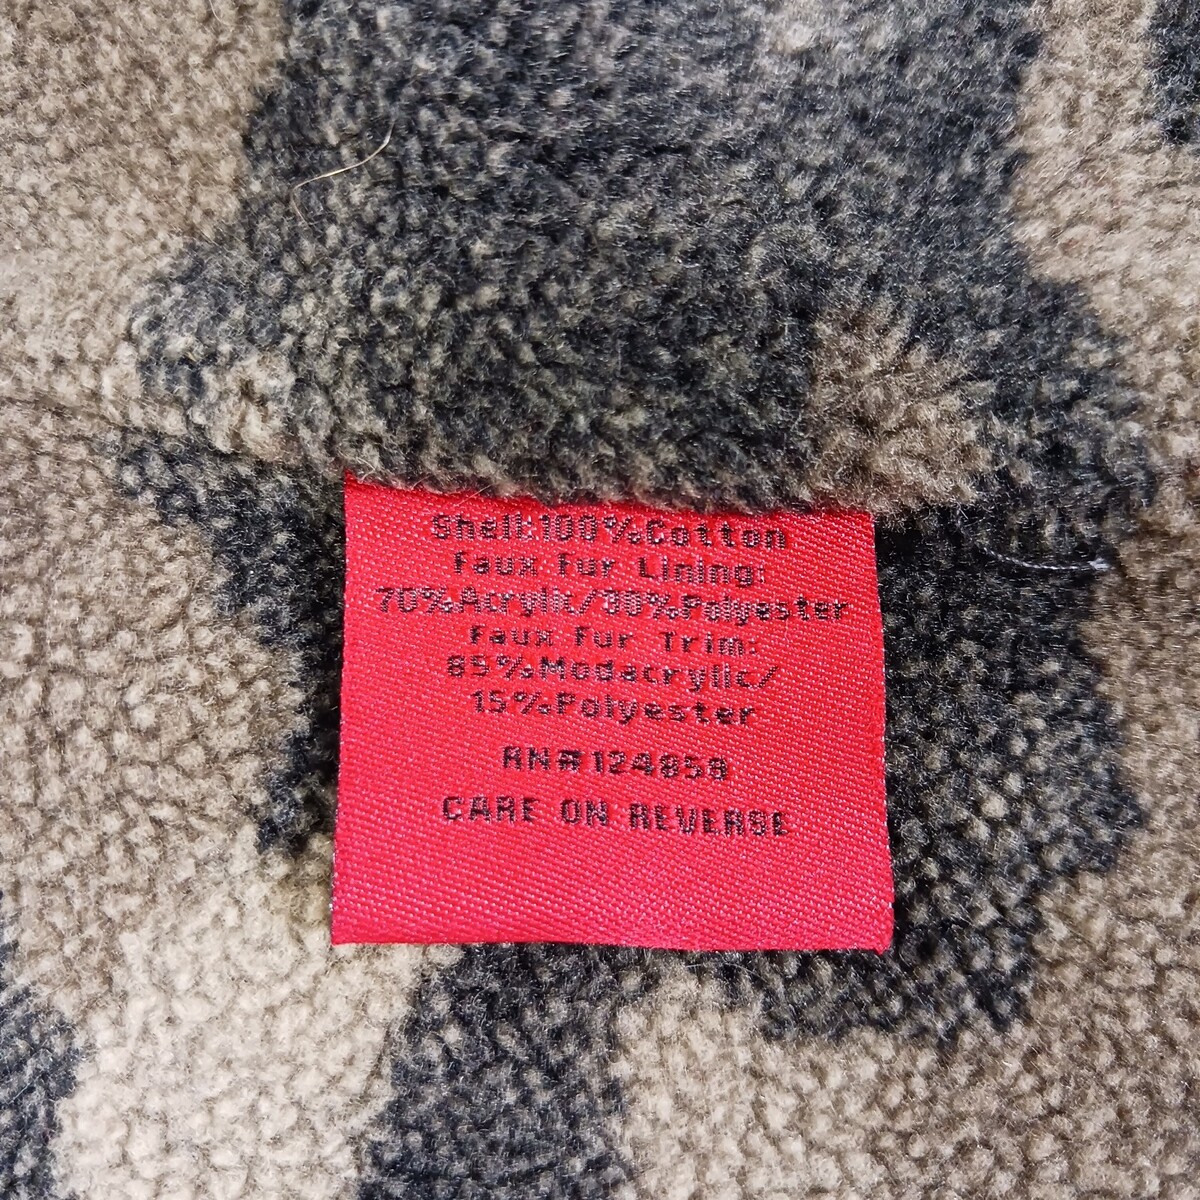 Shell:100%Cotton
Faux Fur Lining:
70%Acrylic/30%Polyester
Faux Fur Trim:
85%Modacrylic/
15%Polyester
RN#124858
CARE ON REVERSE